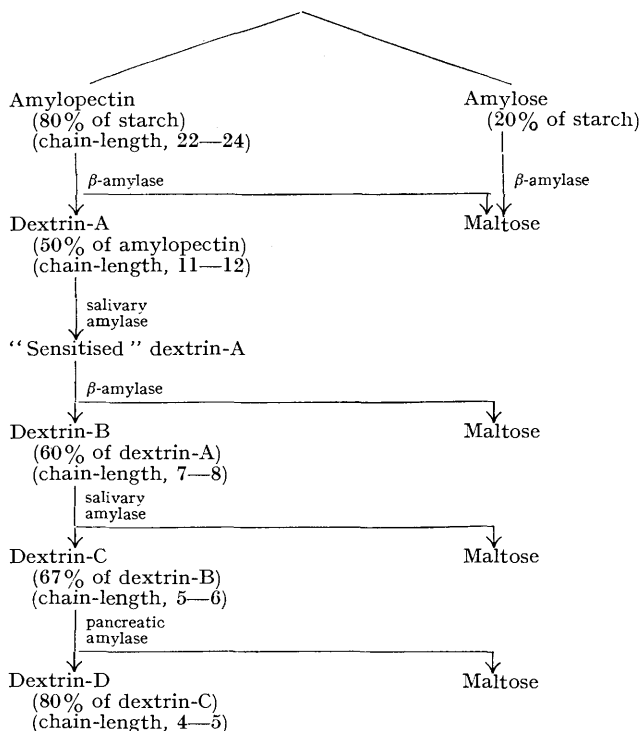 Amylopectin
(80% of starch)
(chain-length, 22—24)
Amylose
(20% of starch)
β-amylase
β-amylase
Dextrin-A
(50% of amylopectin)
(chain-length, 11—12)
Maltose
salivary
amylase
“Sensitised” dextrin-A
β-amylase
Dextrin-B
(60% of dextrin-A)
(chain-length, 7—8)
Maltose
salivary
amylase
Dextrin-C
(67% of dextrin-B)
(chain-length, 5—6)
Maltose
pancreatic
amylase
Dextrin-D
(80% of dextrin-C)
(chain-length, 4—5)
Maltose